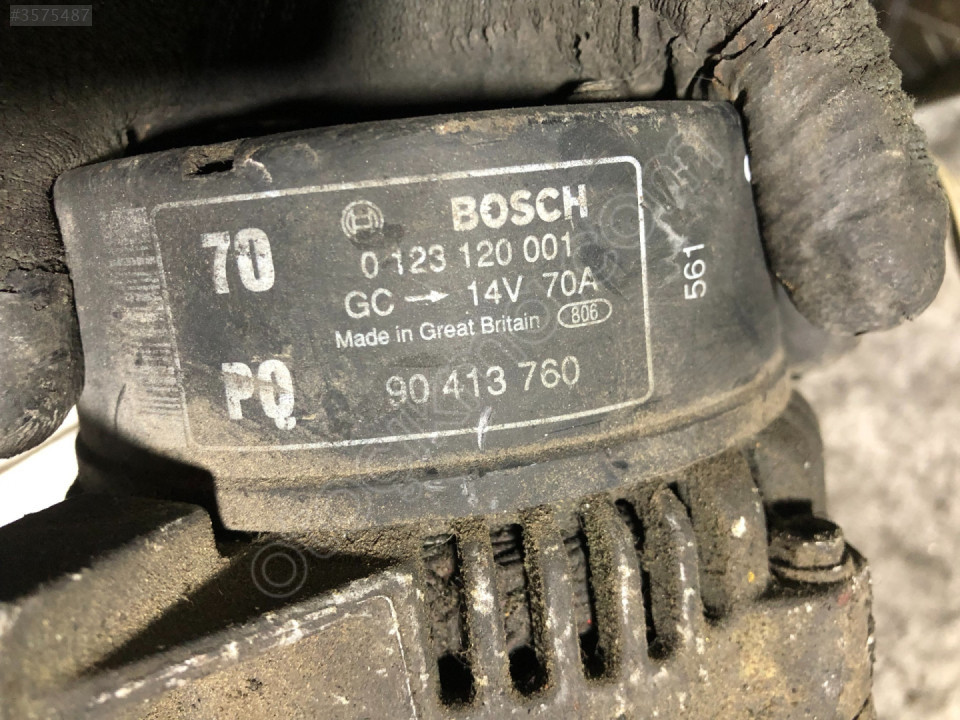 #3575487
70
BOSCH
0 123 120 001
GC → 14V 70A
Made in Great Britain 806
PQ 90 413 760
561